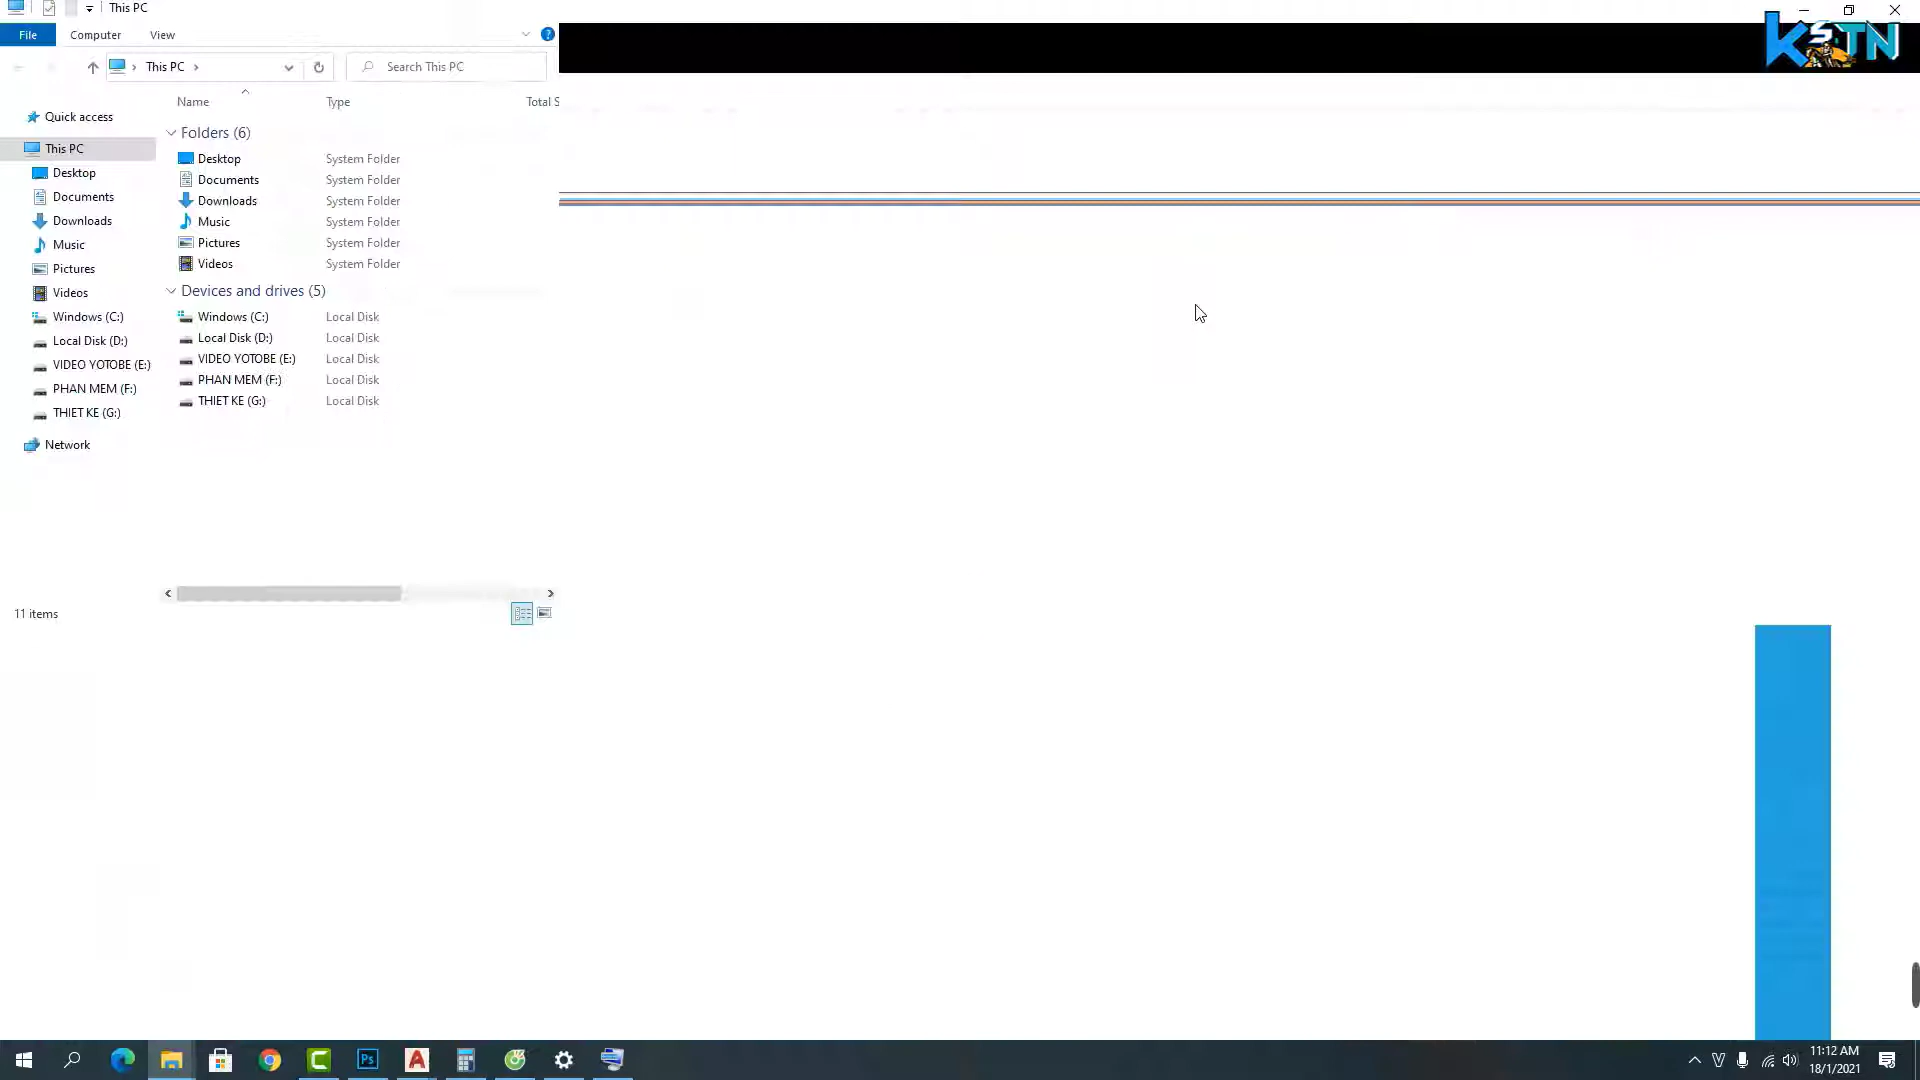 This PC
File Computer View
This PC
Search This PC
Name Type Total S
Quick access
This PC
Desktop
Documents
Downloads
Music
Pictures
Videos
Windows (C:)
Local Disk (D:)
VIDEO YOTOBE (E:)
PHAN MEM (F:)
THIET KE (G:)
Network
Folders (6)
Desktop System Folder
Documents System Folder
Downloads System Folder
Music System Folder
Pictures System Folder
Videos System Folder
Devices and drives (5)
Windows (C:) Local Disk
Local Disk (D:) Local Disk
VIDEO YOTOBE (E:) Local Disk
PHAN MEM (F:) Local Disk
THIET KE (G:) Local Disk
11 items
KSTN
Ps
11:12 AM
18/1/2021